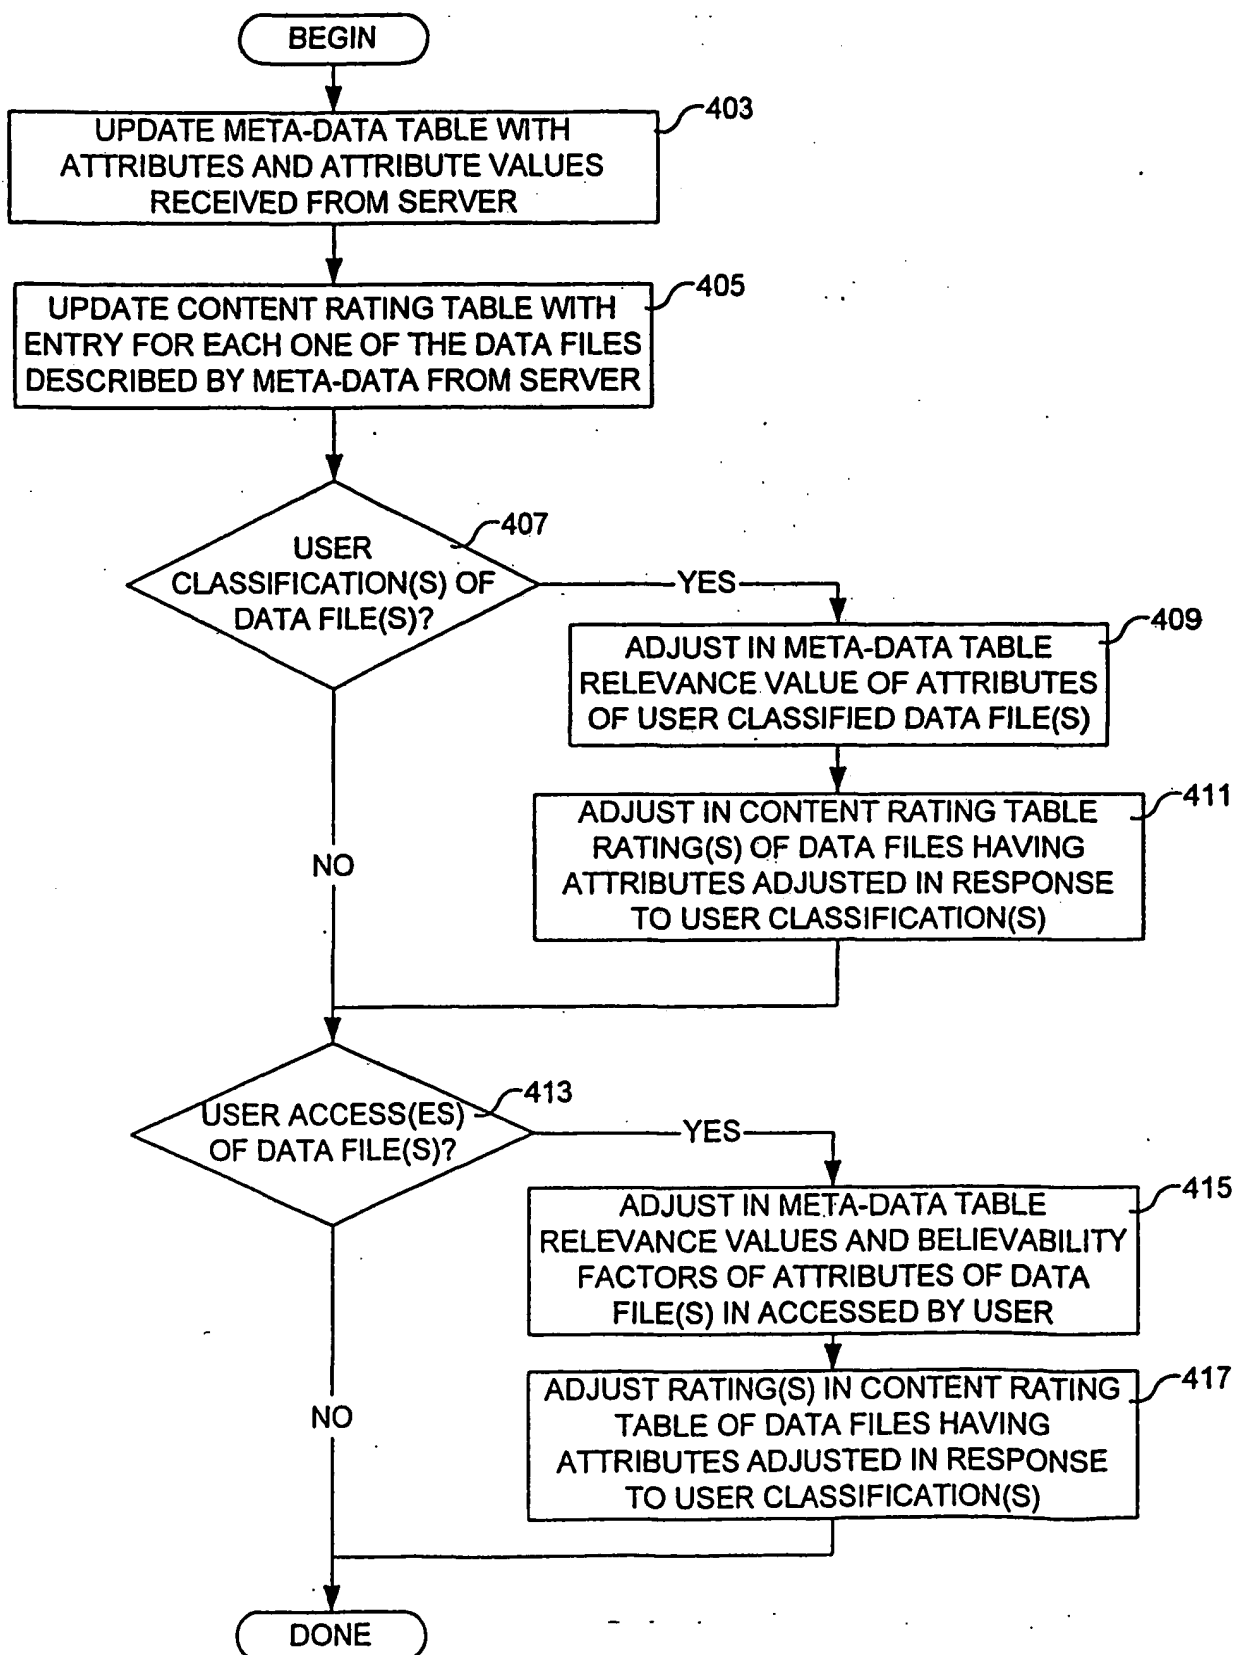 BEGIN
403
UPDATE META-DATA TABLE WITH
ATTRIBUTES AND ATTRIBUTE VALUES
RECEIVED FROM SERVER
405
UPDATE CONTENT RATING TABLE WITH
ENTRY FOR EACH ONE OF THE DATA FILES
DESCRIBED BY META-DATA FROM SERVER
407
USER
CLASSIFICATION(S) OF
DATA FILE(S)?
YES
409
ADJUST IN META-DATA TABLE
RELEVANCE VALUE OF ATTRIBUTES
OF USER CLASSIFIED DATA FILE(S)
411
ADJUST IN CONTENT RATING TABLE
RATING(S) OF DATA FILES HAVING
ATTRIBUTES ADJUSTED IN RESPONSE
TO USER CLASSIFICATION(S)
NO
413
USER ACCESS(ES)
OF DATA FILE(S)?
YES
415
ADJUST IN META-DATA TABLE
RELEVANCE VALUES AND BELIEVABILITY
FACTORS OF ATTRIBUTES OF DATA
FILE(S) IN ACCESSED BY USER
417
ADJUST RATING(S) IN CONTENT RATING
TABLE OF DATA FILES HAVING
ATTRIBUTES ADJUSTED IN RESPONSE
TO USER CLASSIFICATION(S)
NO
DONE